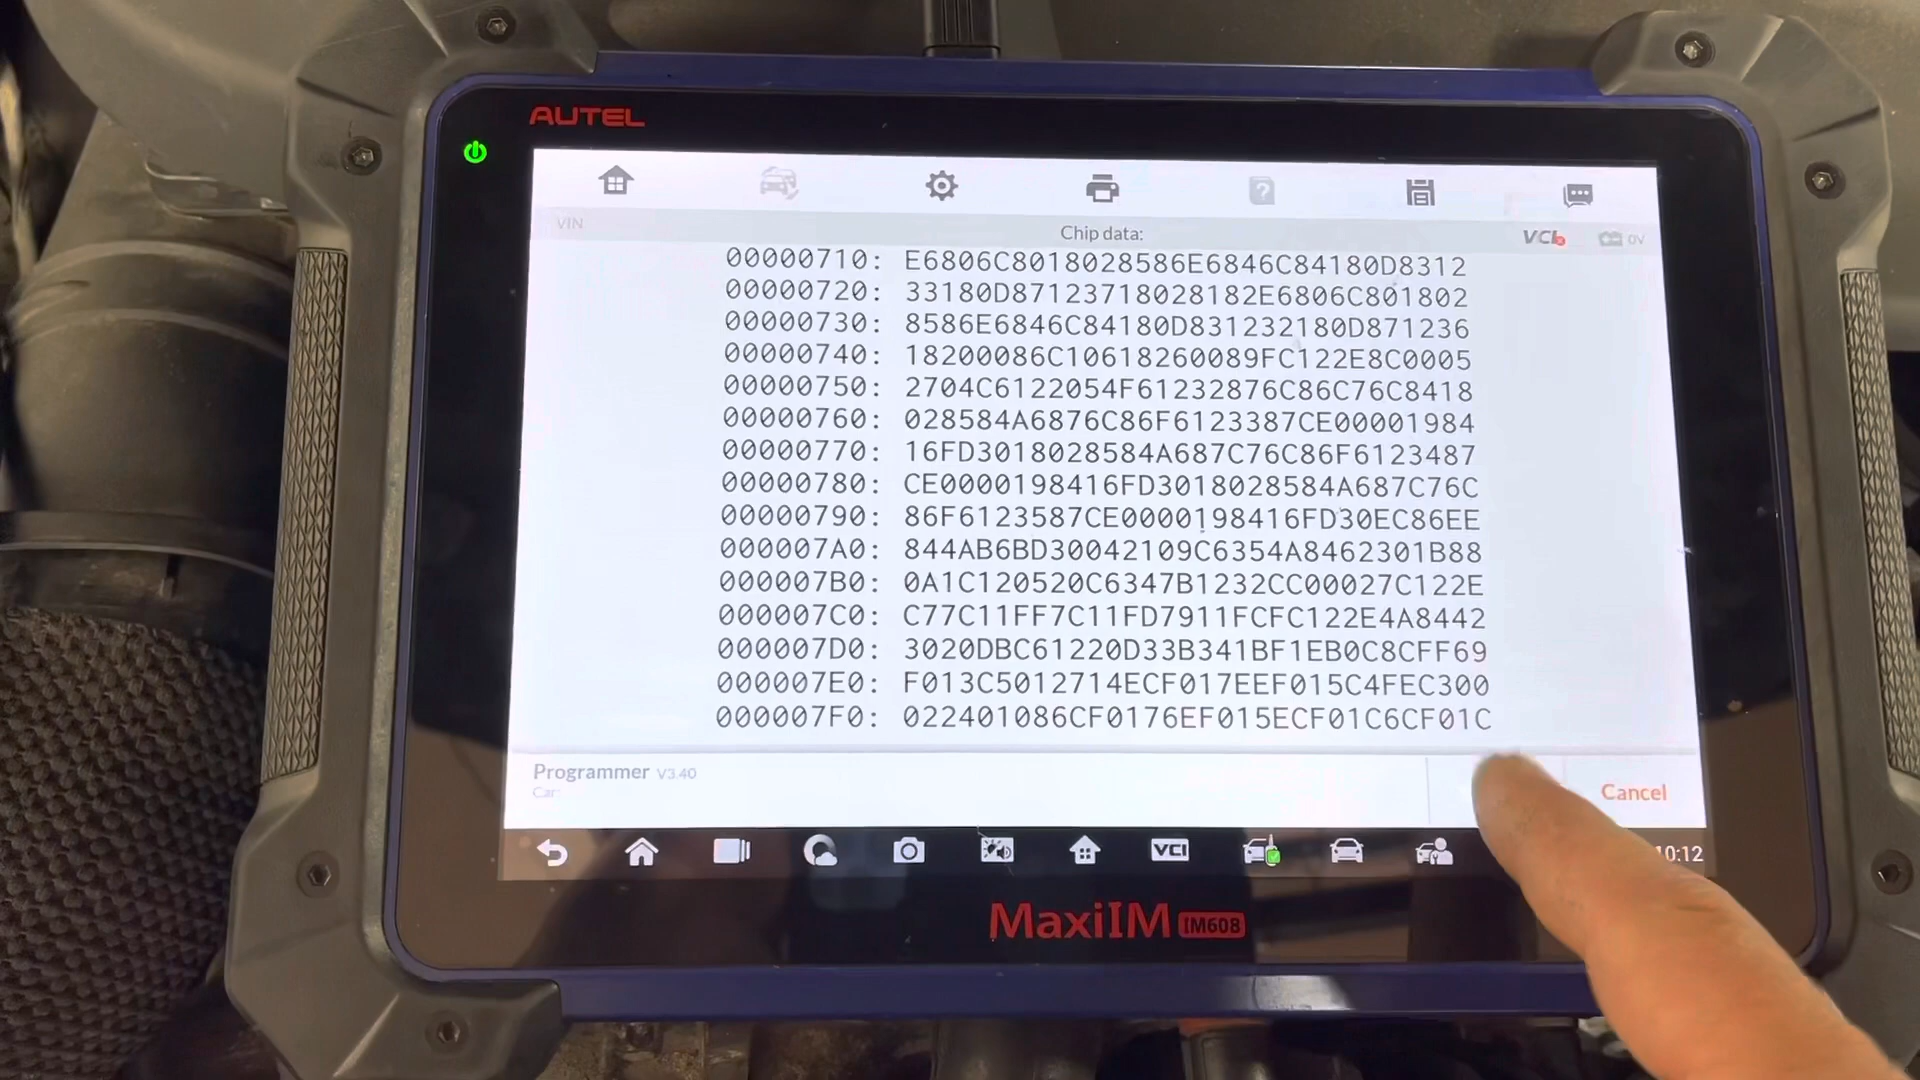 AUTEL
VIN
Chip data:
VCI
0V
00000710: E6806C8018028586E6846C84180D8312
00000720: 33180D87123718028182E6806C801802
00000730: 8586E6846C84180D831232180D871236
00000740: 18200086C10618260089FC122E8C0005
00000750: 2704C6122054F61232876C86C76C8418
00000760: 028584A6876C86F6123387CE00001984
00000770: 16FD3018028584A687C76C86F6123487
00000780: CE0000198416FD3018028584A687C76C
00000790: 86F6123587CE0000198416FD30EC86EE
000007A0: 844AB6BD30042109C6354A8462301B88
000007B0: 0A1C120520C6347B1232CC00027C122E
000007C0: C77C11FF7C11FD7911FCFC122E4A8442
000007D0: 3020DBC61220D33B341BF1EB0C8CFF69
000007E0: F013C5012714ECF017EEF015C4FEC300
000007F0: 022401086CF0176EF015ECF01C6CF01C
Programmer V3.40
Car:
Cancel
VCI
10:12
MaxiIM IM608